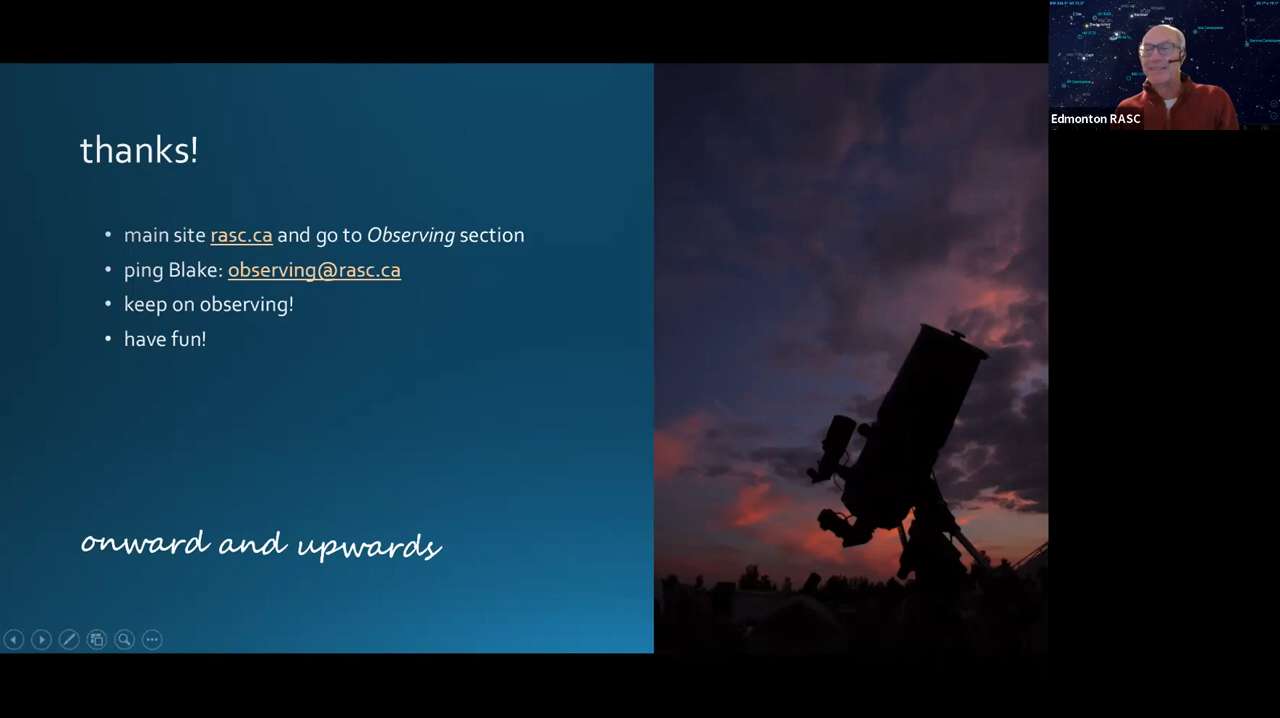 thanks!
• main site rasc.ca and go to Observing section
• ping Blake: observing@rasc.ca
• keep on observing!
• have fun!
onward and upwards
Edmonton RASC